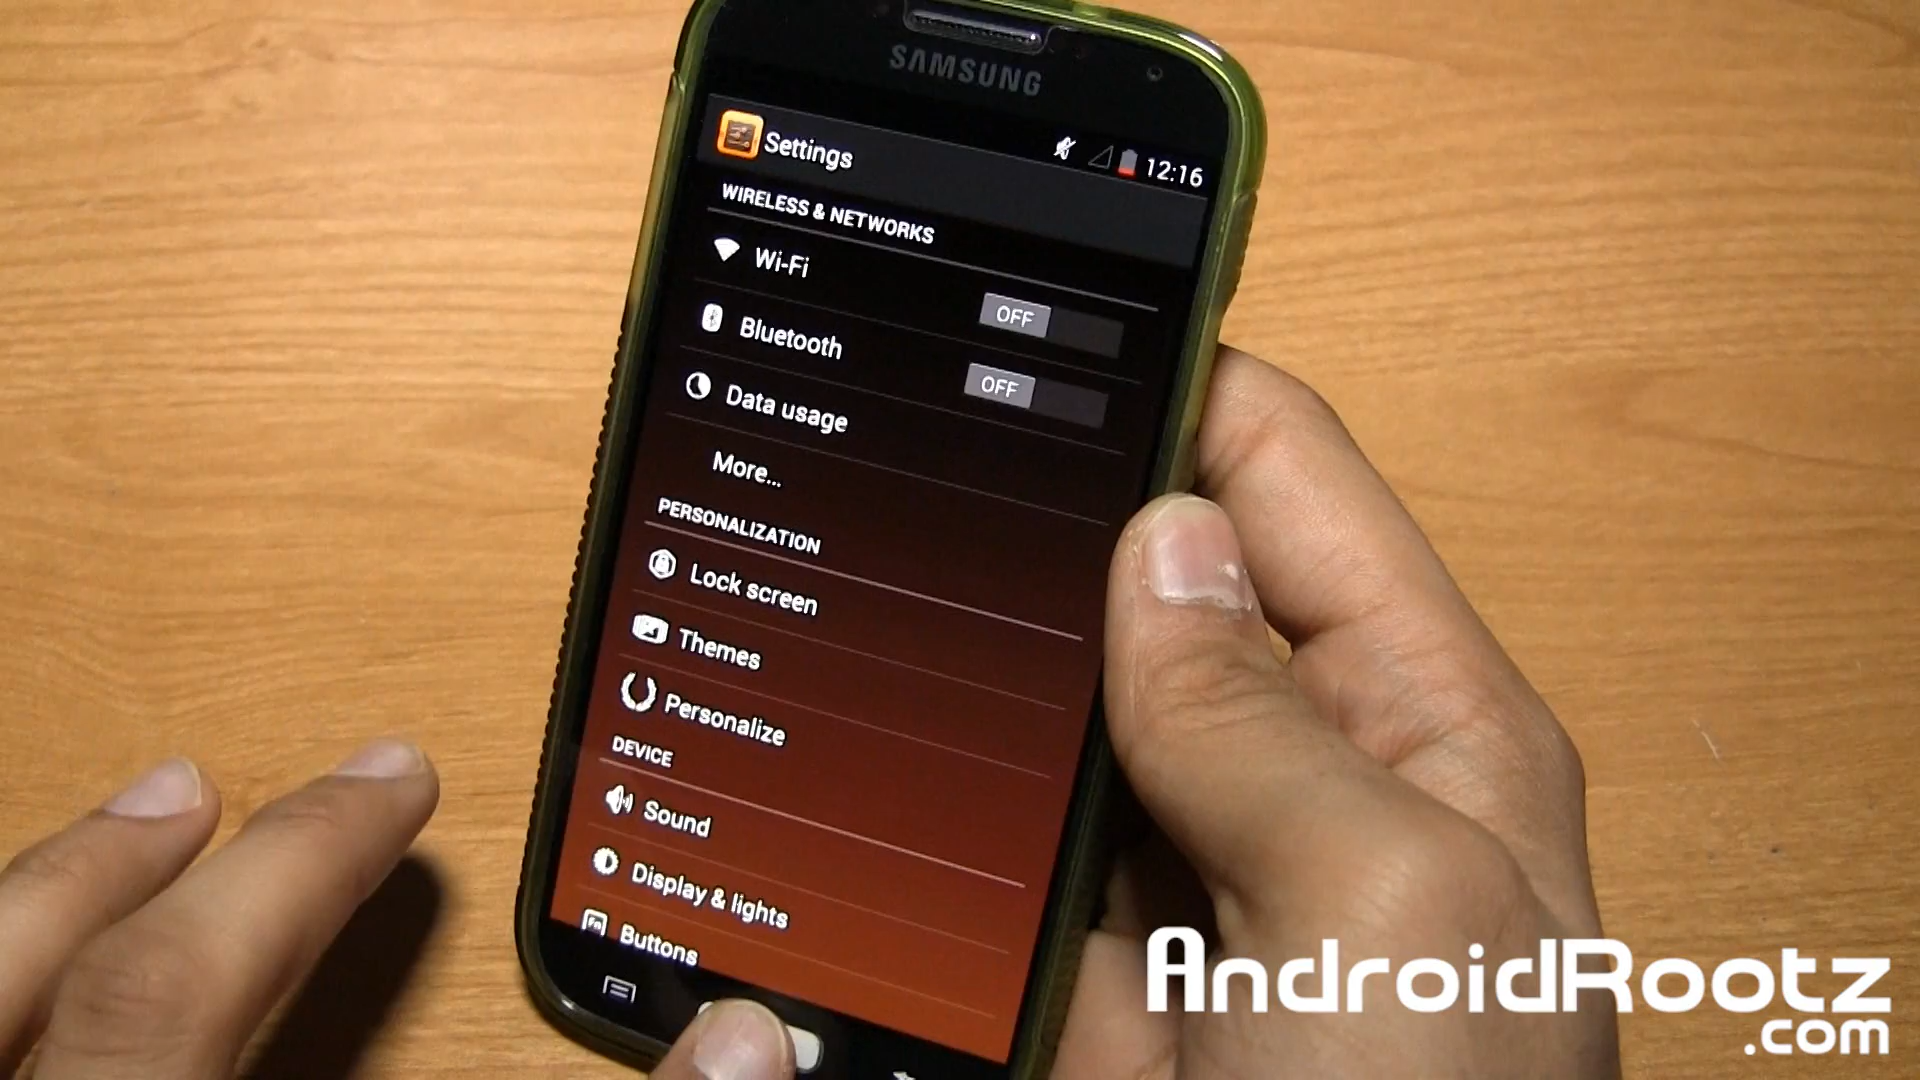 SAMSUNG
Settings
12:16
WIRELESS & NETWORKS
Wi-Fi
OFF
Bluetooth
OFF
Data usage
More...
PERSONALIZATION
Lock screen
Themes
Personalize
DEVICE
Sound
Display & lights
Fn
Buttons
AndroidRootz
.com